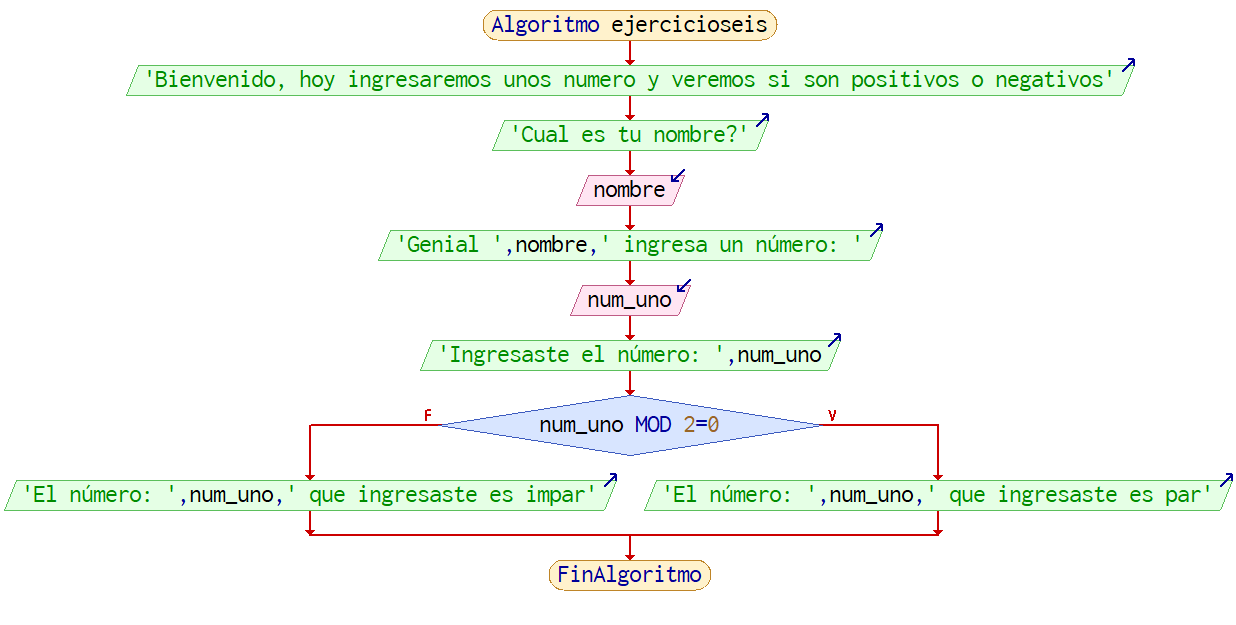 Algoritmo ejercicioseis
'Bienvenido, hoy ingresaremos unos numero y veremos si son positivos o negativos'
'Cual es tu nombre?'
nombre
'Genial ',nombre,' ingresa un número: '
num_uno
'Ingresaste el número: ',num_uno
F
num_uno MOD 2=0
V
'El número: ',num_uno,' que ingresaste es impar'
'El número: ',num_uno,' que ingresaste es par'
FinAlgoritmo